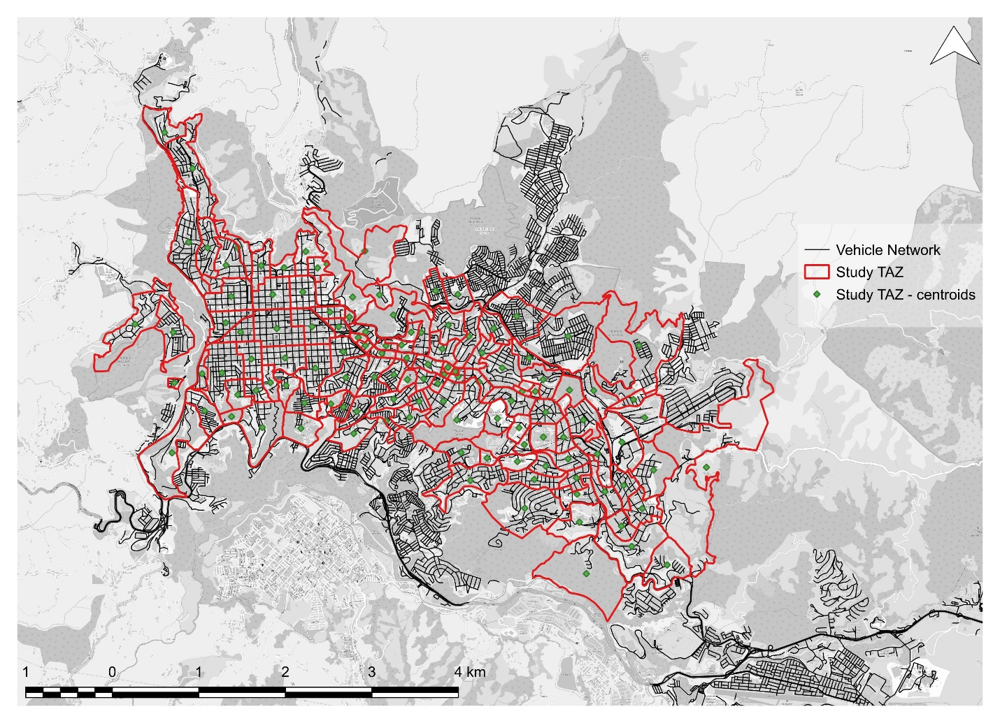 Vehicle Network
Study TAZ
Study TAZ - centroids
1 0 1 2 3 4 km